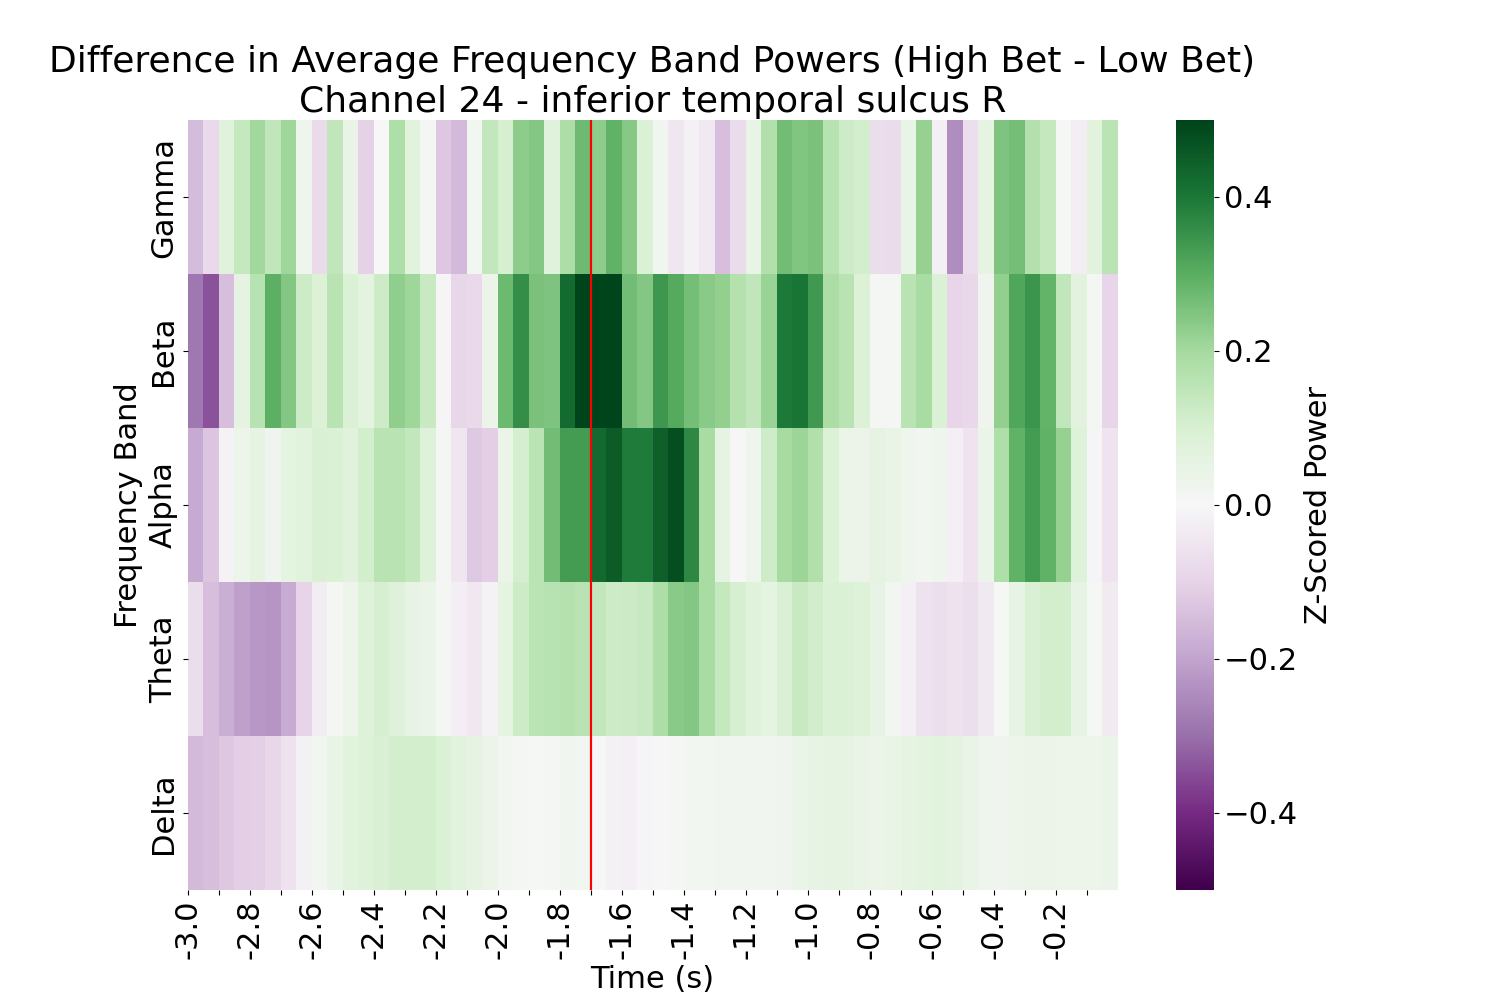 Difference in Average Frequency Band Powers (High Bet - Low Bet)
Channel 24 - inferior temporal sulcus R
Frequency Band
Gamma
Beta
Alpha
Theta
Delta
-3.0
-2.8
-2.6
-2.4
-2.2
-2.0
-1.8
-1.6
-1.4
-1.2
-1.0
-0.8
-0.6
-0.4
-0.2
Time (s)
0.4
0.2
0.0
−0.2
−0.4
Z-Scored Power